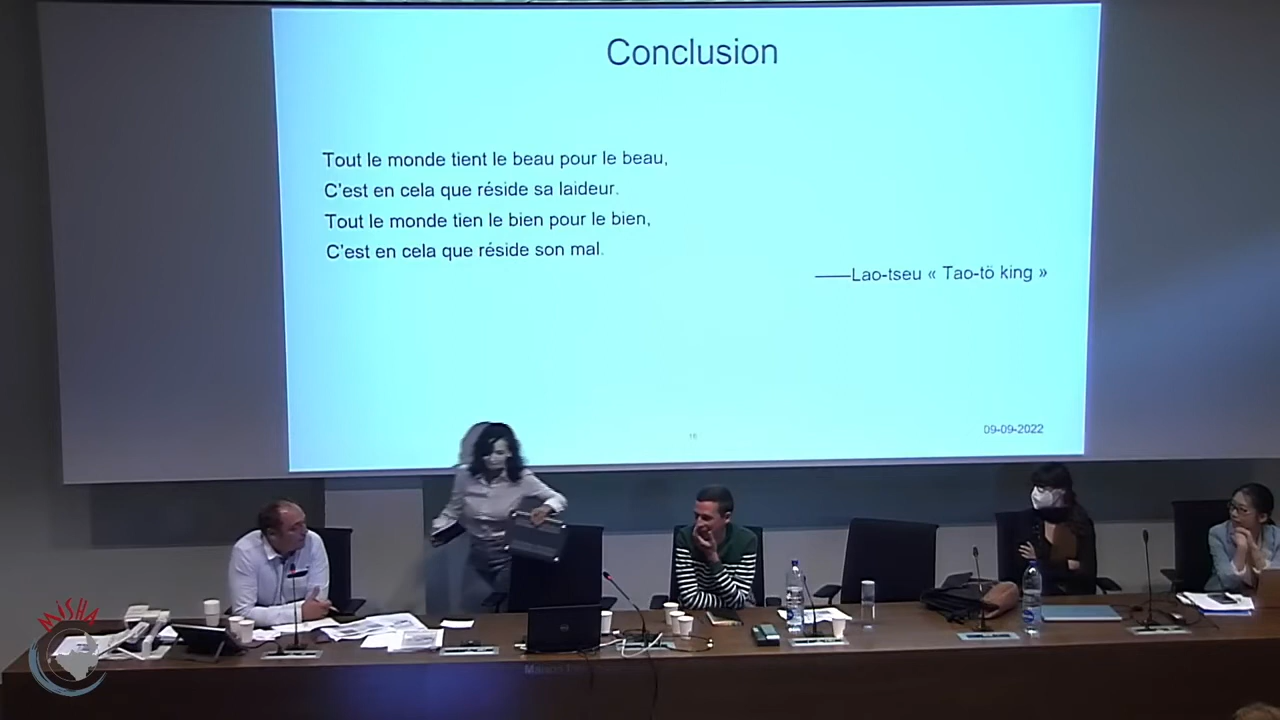 Conclusion
Tout le monde tient le beau pour le beau,
C'est en cela que réside sa laideur.
Tout le monde tien le bien pour le bien,
C'est en cela que réside son mal.
——Lao-tseu « Tao-tö king »
16
09-09-2022
MISHA